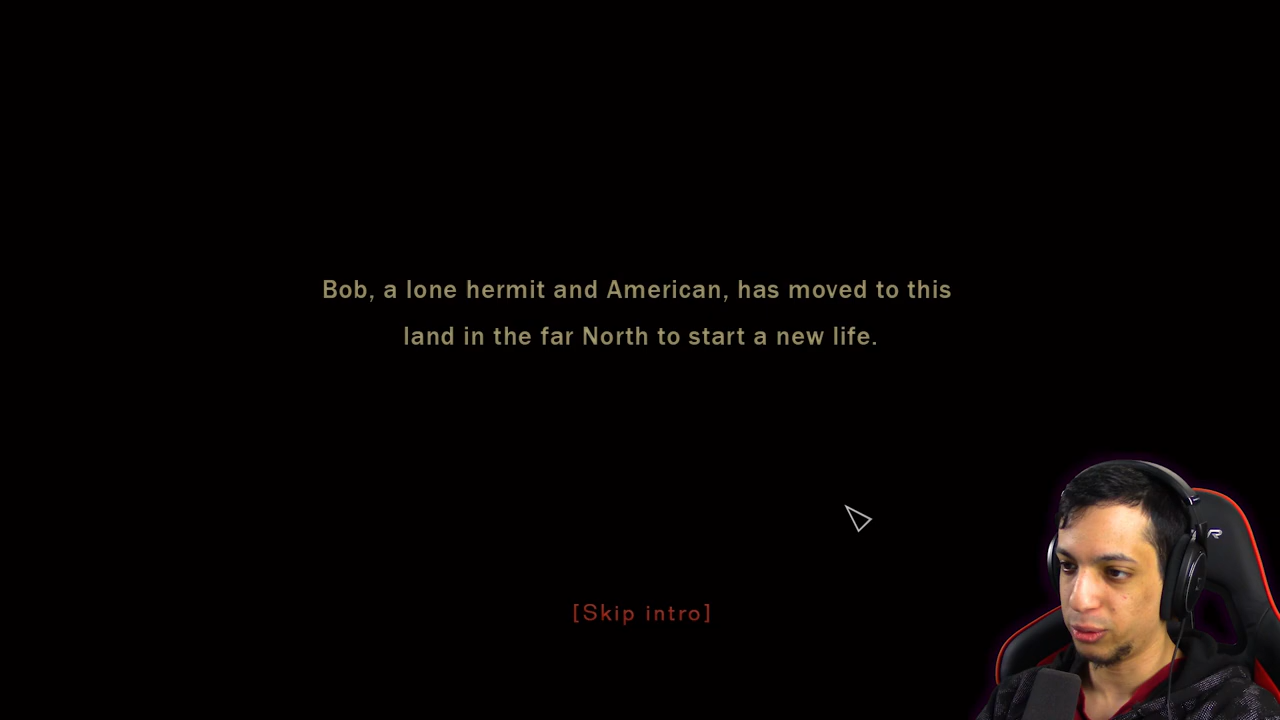 Bob, a lone hermit and American, has moved to this
land in the far North to start a new life.
[Skip intro]